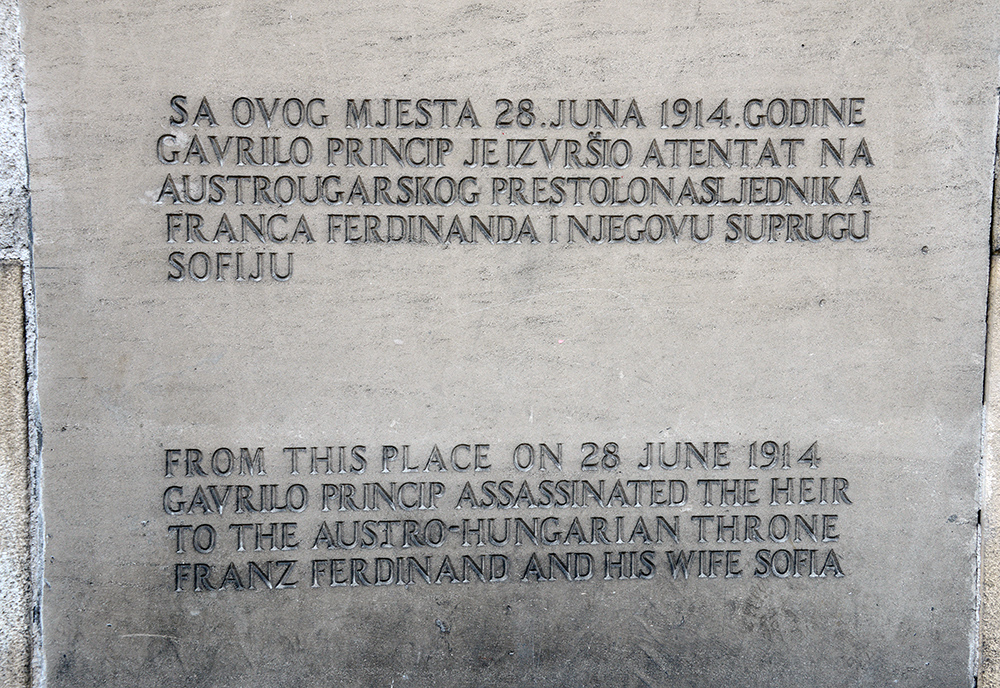 SA OVOG MJESTA 28. JUNA 1914. GODINE
GAVRILO PRINCIP JE IZVRŠIO ATENTAT NA
AUSTROUGARSKOG PRESTOLONASLJEDNIKA
FRANCA FERDINANDA I NJEGOVU SUPRUGU
SOFIJU
FROM THIS PLACE ON 28 JUNE 1914
GAVRILO PRINCIP ASSASSINATED THE HEIR
TO THE AUSTRO-HUNGARIAN THRONE
FRANZ FERDINAND AND HIS WIFE SOFIA